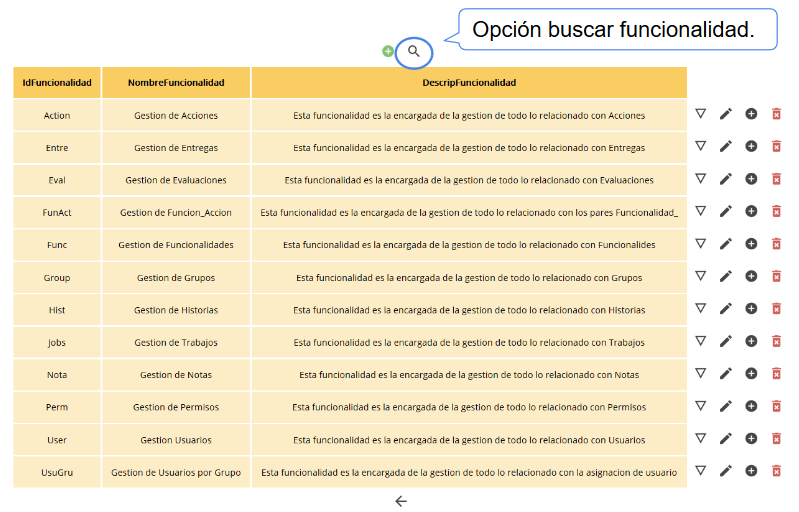 Opción buscar funcionalidad.
IdFuncionalidad NombreFuncionalidad DescripFuncionalidad
Action Gestion de Acciones Esta funcionalidad es la encargada de la gestion de todo lo relacionado con Acciones
Entre Gestion de Entregas Esta funcionalidad es la encargada de la gestion de todo lo relacionado con Entregas
Eval Gestion de Evaluaciones Esta funcionalidad es la encargada de la gestion de todo lo relacionado con Evaluaciones
FunAct Gestion de Funcion_Accion Esta funcionalidad es la encargada de la gestion de todo lo relacionado con los pares Funcionalidad_
Func Gestion de Funcionalidades Esta funcionalidad es la encargada de la gestion de todo lo relacionado con Funcionalides
Group Gestion de Grupos Esta funcionalidad es la encargada de la gestion de todo lo relacionado con Grupos
Hist Gestion de Historias Esta funcionalidad es la encargada de la gestion de todo lo relacionado con Historias
Jobs Gestion de Trabajos Esta funcionalidad es la encargada de la gestion de todo lo relacionado con Trabajos
Nota Gestion de Notas Esta funcionalidad es la encargada de la gestion de todo lo relacionado con Notas
Perm Gestion de Permisos Esta funcionalidad es la encargada de la gestion de todo lo relacionado con Permisos
User Gestion Usuarios Esta funcionalidad es la encargada de la gestion de todo lo relacionado con Usuarios
UsuGru Gestion de Usuarios por Grupo Esta funcionalidad es la encargada de la gestion de todo lo relacionado con la asignacion de usuario